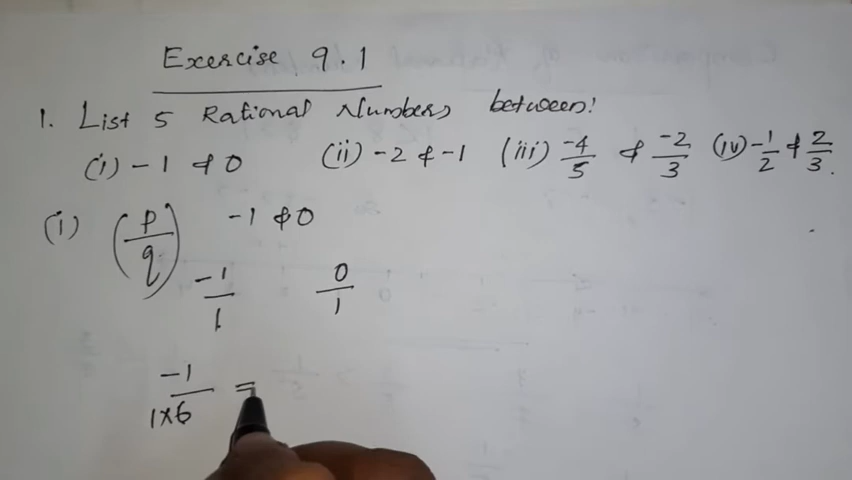 Exercise 9.1
1. List 5 Rational Numbers between:
(i) -1 & 0 (ii) -2 & -1 (iii) -4/5 & -2/3 (iv) -1/2 & 2/3.
(i) (p/q) -1 & 0
-1/1 0/1
-1/1×6 =